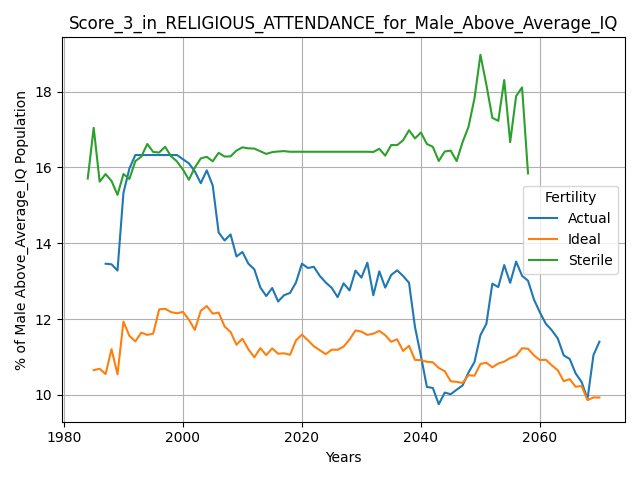 Score_3_in_RELIGIOUS_ATTENDANCE_for_Male_Above_Average_IQ
% of Male Above_Average_IQ Population
18
16
14
12
10
Fertility
Actual
Ideal
Sterile
1980 2000 2020 2040 2060
Years